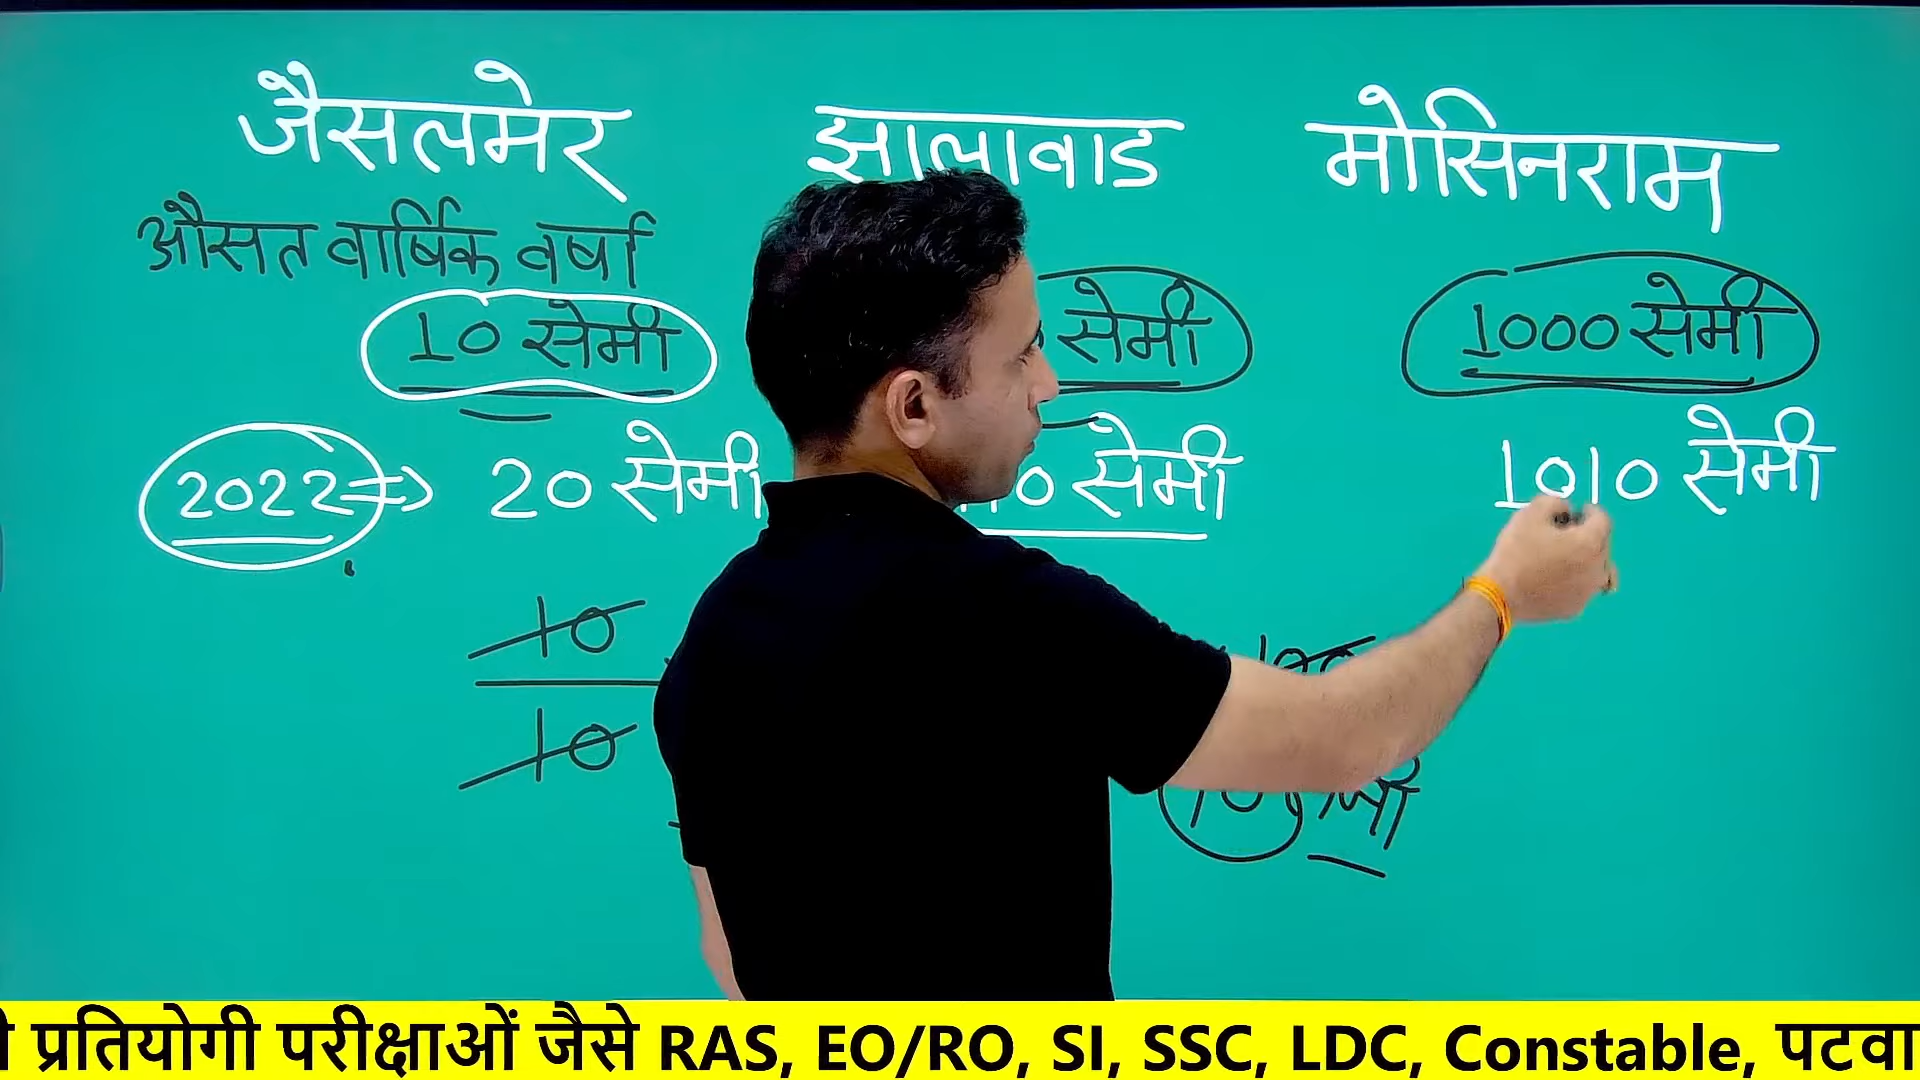 जैसलमेर झालावाड मोसिनराम
औसत वार्षिक वर्षा
10 सेमी सेमी 1000 सेमी
2022 ⇒ 20 सेमी सेमी 1010 सेमी
10
10
प्रतियोगी परीक्षाओं जैसे RAS, EO/RO, SI, SSC, LDC, Constable,